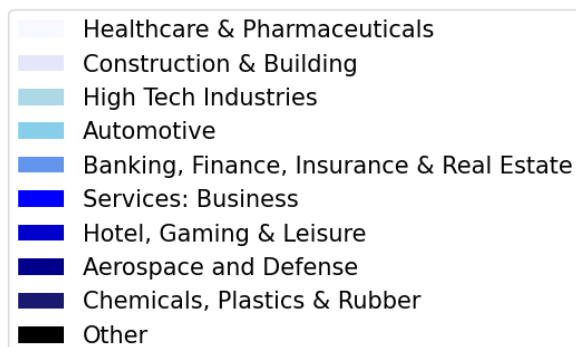 Healthcare & Pharmaceuticals
Construction & Building
High Tech Industries
Automotive
Banking, Finance, Insurance & Real Estate
Services: Business
Hotel, Gaming & Leisure
Aerospace and Defense
Chemicals, Plastics & Rubber
Other